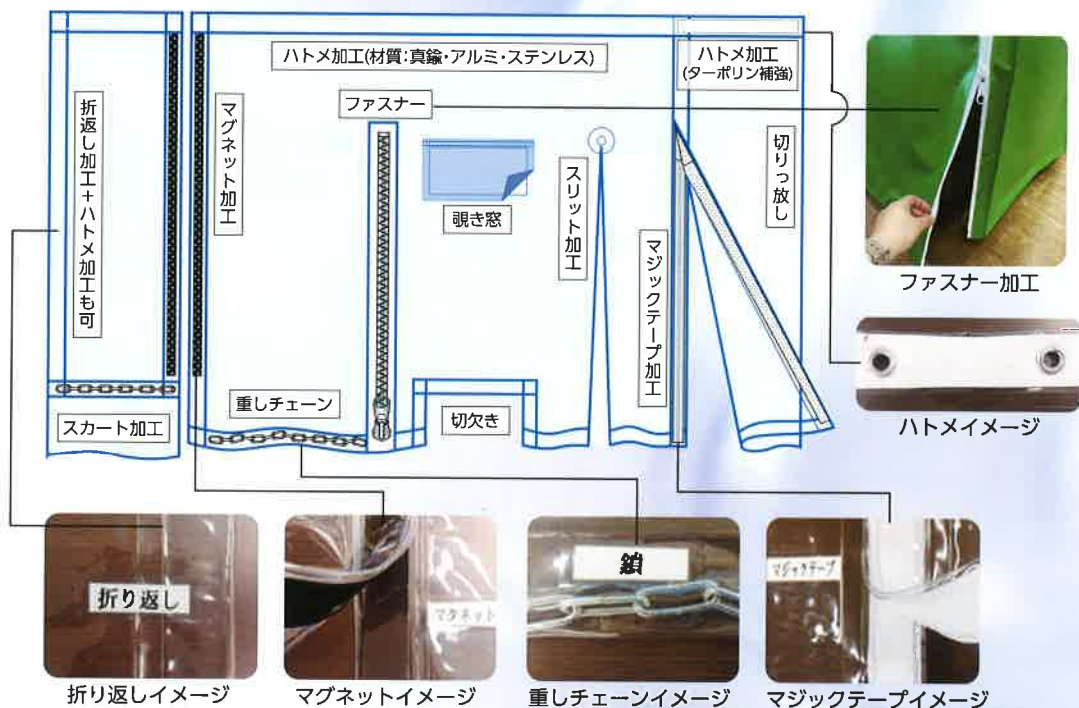 ハトメ加工(材質:真鍮・アルミ・ステンレス)
ハトメ加工
(ターポリン補強)
折返し加工+ハトメ加工も可
マグネット加工
ファスナー
覗き窓
スリット加工
マジックテープ加工
切りっ放し
ファスナー加工
重しチェーン
切欠き
スカート加工
ハトメイメージ
折り返し
マグネット
鎖
マジックテープ
折り返しイメージ
マグネットイメージ
重しチェーンイメージ
マジックテープイメージ